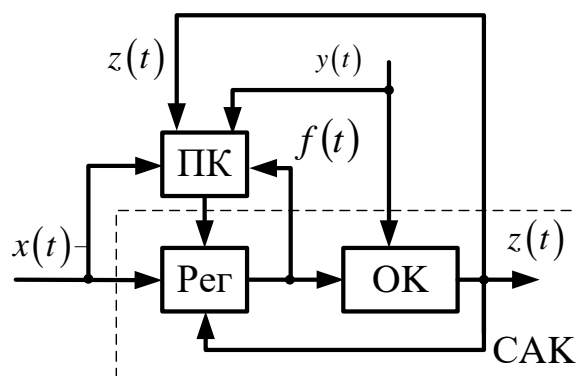 z(t)
y(t)
f(t)
ПК
x(t)
z(t)
Рег
ОК
САК